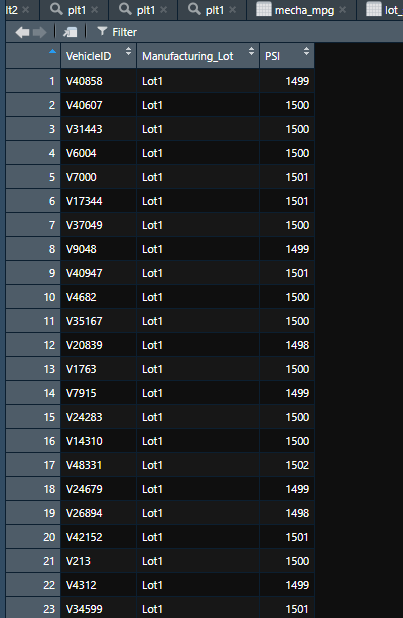 lt2 plt1 plt1 plt1 mecha_mpg lot_
Filter
VehicleID Manufacturing_Lot PSI
1 V40858 Lot1 1499
2 V40607 Lot1 1500
3 V31443 Lot1 1500
4 V6004 Lot1 1500
5 V7000 Lot1 1501
6 V17344 Lot1 1501
7 V37049 Lot1 1500
8 V9048 Lot1 1499
9 V40947 Lot1 1501
10 V4682 Lot1 1500
11 V35167 Lot1 1500
12 V20839 Lot1 1498
13 V1763 Lot1 1500
14 V7915 Lot1 1499
15 V24283 Lot1 1500
16 V14310 Lot1 1500
17 V48331 Lot1 1502
18 V24679 Lot1 1499
19 V26894 Lot1 1498
20 V42152 Lot1 1501
21 V213 Lot1 1500
22 V4312 Lot1 1499
23 V34599 Lot1 1501